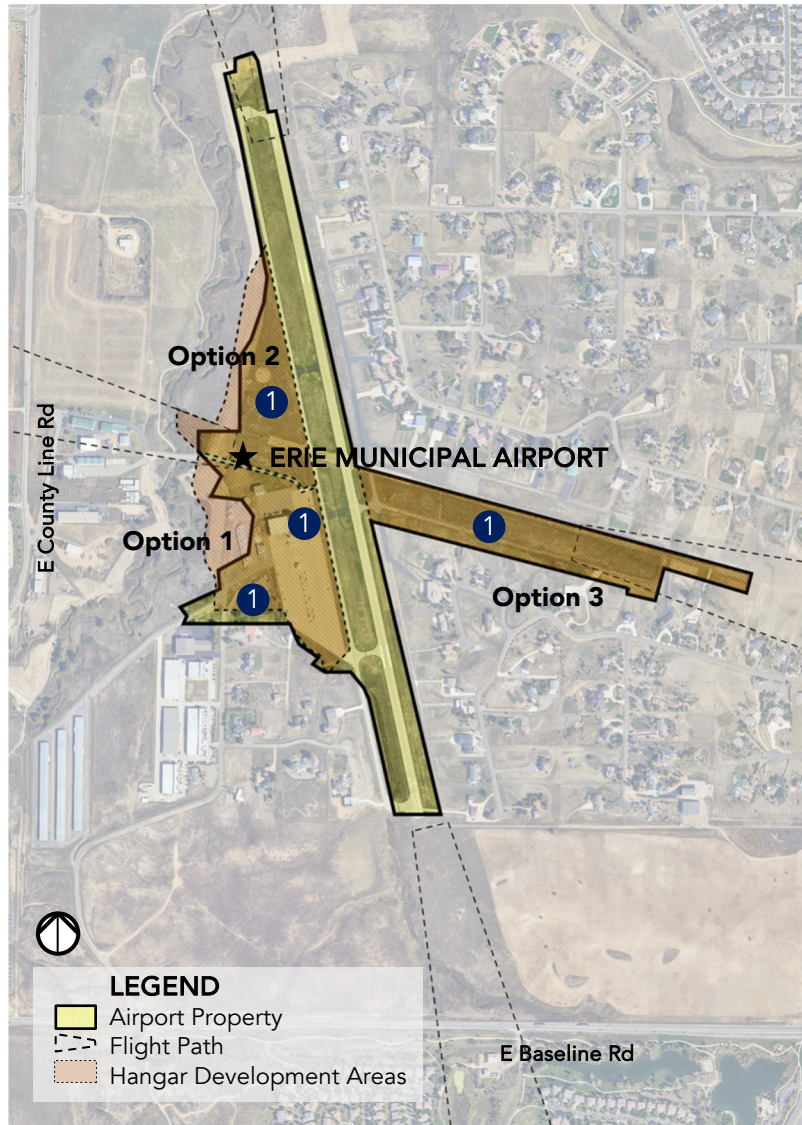 Option 2
1
E County Line Rd
ERIE MUNICIPAL AIRPORT
1
1
Option 1
1
Option 3
LEGEND
Airport Property
Flight Path
Hangar Development Areas
E Baseline Rd